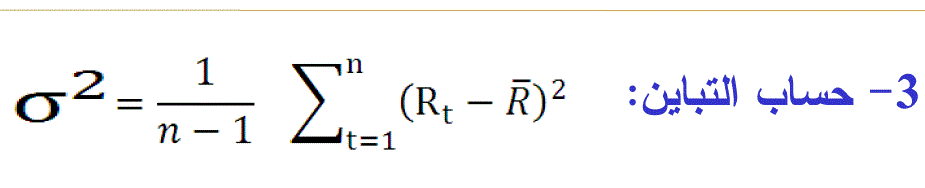 3- حساب التباين: σ² = 1/(n − 1) ∑ₜ₌₁ⁿ (Rₜ − R̄)²